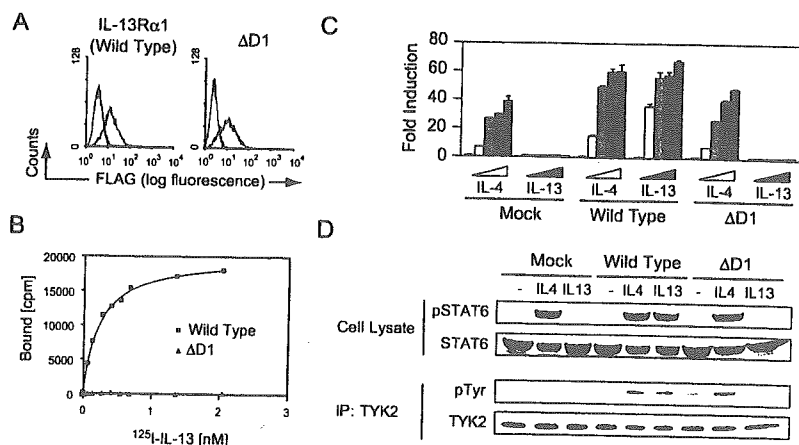 A
IL-13Rα1
(Wild Type)
ΔD1
128
0
10⁰ 10¹ 10² 10³ 10⁴
128
0
10⁰ 10¹ 10² 10³ 10⁴
Counts
FLAG (log fluorescence)
B
20000
15000
10000
5000
0
Bound [cpm]
Wild Type
ΔD1
0 1 2 3
¹²⁵I-IL-13 [nM]
C
80
60
40
20
0
Fold Induction
IL-4 IL-13 IL-4 IL-13 IL-4 IL-13
Mock Wild Type ΔD1
D
Mock Wild Type ΔD1
- IL4 IL13 - IL4 IL13 - IL4 IL13
Cell Lysate
pSTAT6
STAT6
IP: TYK2
pTyr
TYK2